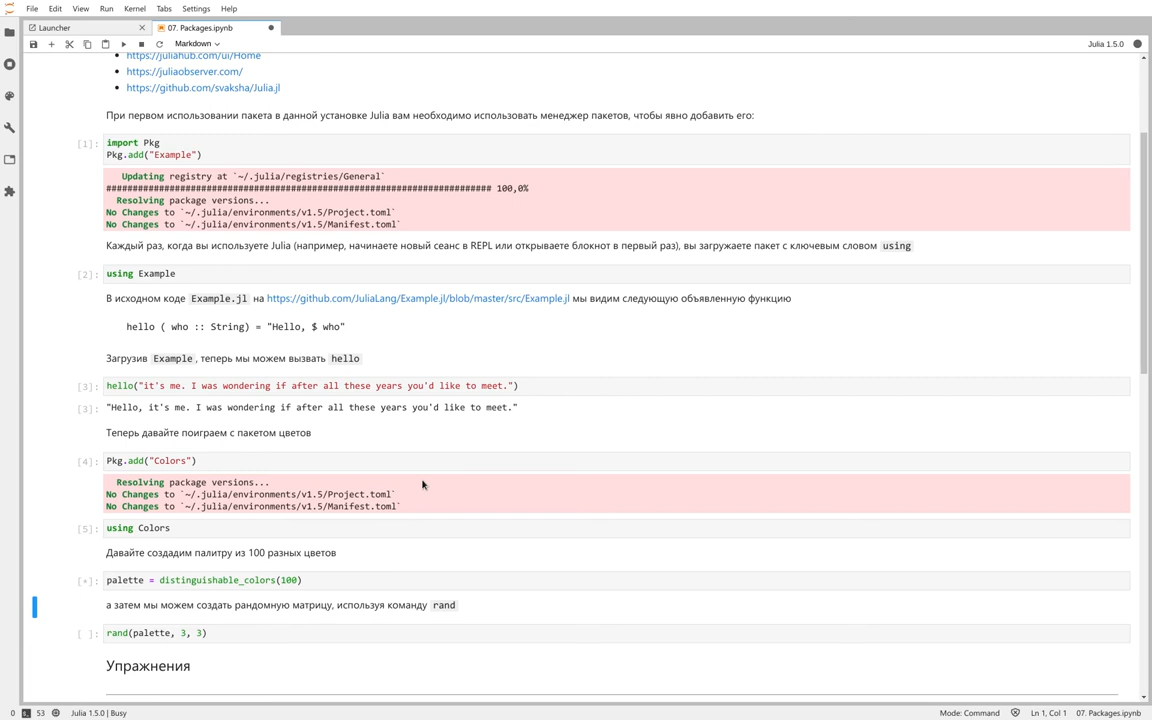 File Edit View Run Kernel Tabs Settings Help
Launcher
07. Packages.ipynb
Markdown
Julia 1.5.0
https://juliahub.com/ui/Home
https://juliaobserver.com/
https://github.com/svaksha/Julia.jl
При первом использовании пакета в данной установке Julia вам необходимо использовать менеджер пакетов, чтобы явно добавить его:
[1]: import Pkg
Pkg.add("Example")
Updating registry at `~/.julia/registries/General`
######################################################################### 100,0%
Resolving package versions...
No Changes to `~/.julia/environments/v1.5/Project.toml`
No Changes to `~/.julia/environments/v1.5/Manifest.toml`
Каждый раз, когда вы используете Julia (например, начинаете новый сеанс в REPL или открываете блокнот в первый раз), вы загружаете пакет с ключевым словом using
[2]: using Example
В исходном коде Example.jl на https://github.com/JuliaLang/Example.jl/blob/master/src/Example.jl мы видим следующую объявленную функцию
hello ( who :: String) = "Hello, $ who"
Загрузив Example, теперь мы можем вызвать hello
[3]: hello("it's me. I was wondering if after all these years you'd like to meet.")
[3]: "Hello, it's me. I was wondering if after all these years you'd like to meet."
Теперь давайте поиграем с пакетом цветов
[4]: Pkg.add("Colors")
Resolving package versions...
No Changes to `~/.julia/environments/v1.5/Project.toml`
No Changes to `~/.julia/environments/v1.5/Manifest.toml`
[5]: using Colors
Давайте создадим палитру из 100 разных цветов
[*]: palette = distinguishable_colors(100)
а затем мы можем создать рандомную матрицу, используя команду rand
[ ]: rand(palette, 3, 3)
Упражнения
0 53 Julia 1.5.0 | Busy Mode: Command Ln 1, Col 1 07. Packages.ipynb